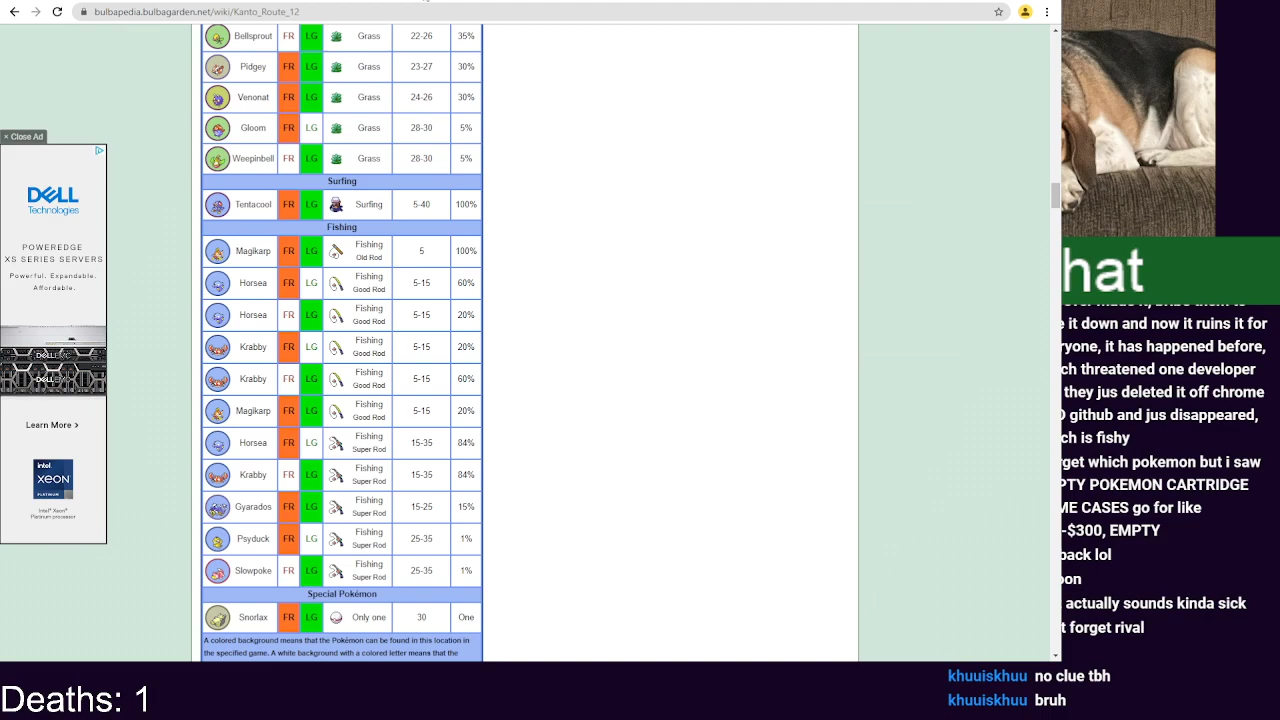 bulbapedia.bulbagarden.net/wiki/Kanto_Route_12
Bellsprout FR LG Grass 22-26 35%
Pidgey FR LG Grass 23-27 30%
Venonat FR LG Grass 24-26 30%
Gloom FR LG Grass 28-30 5%
Weepinbell FR LG Grass 28-30 5%
Surfing
Tentacool FR LG Surfing 5-40 100%
Fishing
Magikarp FR LG Fishing Old Rod 5 100%
Horsea FR LG Fishing Good Rod 5-15 60%
Horsea FR LG Fishing Good Rod 5-15 20%
Krabby FR LG Fishing Good Rod 5-15 20%
Krabby FR LG Fishing Good Rod 5-15 60%
Magikarp FR LG Fishing Good Rod 5-15 20%
Horsea FR LG Fishing Super Rod 15-35 84%
Krabby FR LG Fishing Super Rod 15-35 84%
Gyarados FR LG Fishing Super Rod 15-25 15%
Psyduck FR LG Fishing Super Rod 25-35 1%
Slowpoke FR LG Fishing Super Rod 25-35 1%
Special Pokémon
Snorlax FR LG Only one 30 One
A colored background means that the Pokémon can be found in this location in
the specified game. A white background with a colored letter means that the
× Close Ad
DELL
Technologies
POWEREDGE
XS SERIES SERVERS
Powerful. Expandable.
Affordable.
DELL EMC
DELL EMC
Learn More >
intel.
XEON
PLATINUM
Intel® Xeon®
Platinum processor
hat
it down and now it ruins it for
ryone, it has happened before,
ch threatened one developer
they jus deleted it off chrome
github and jus disappeared,
ch is fishy
rget which pokemon but i saw
PTY POKEMON CARTRIDGE
ME CASES go for like
-$300, EMPTY
back lol
oon
actually sounds kinda sick
t forget rival
khuuiskhuu no clue tbh
khuuiskhuu bruh
Deaths: 1